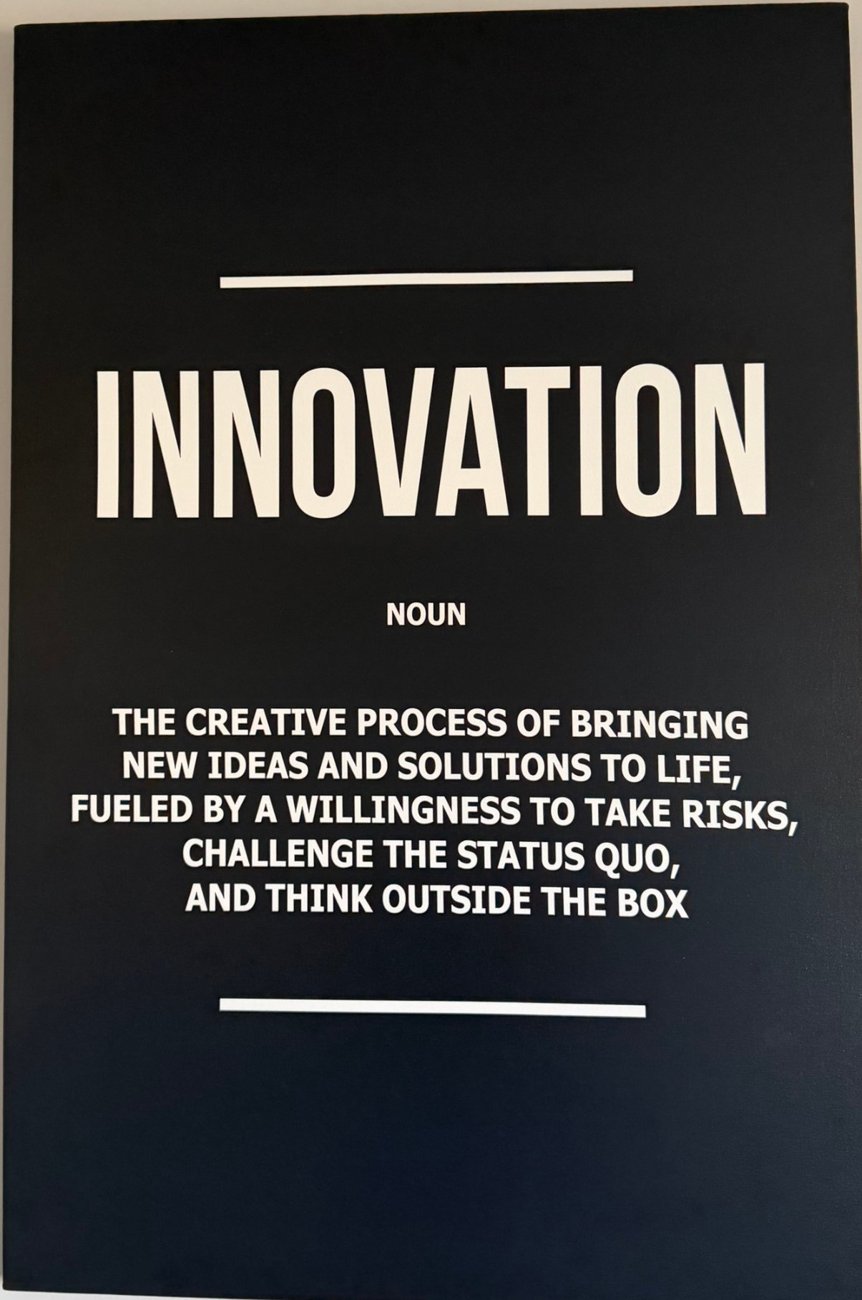 INNOVATION
NOUN
THE CREATIVE PROCESS OF BRINGING
NEW IDEAS AND SOLUTIONS TO LIFE,
FUELED BY A WILLINGNESS TO TAKE RISKS,
CHALLENGE THE STATUS QUO,
AND THINK OUTSIDE THE BOX